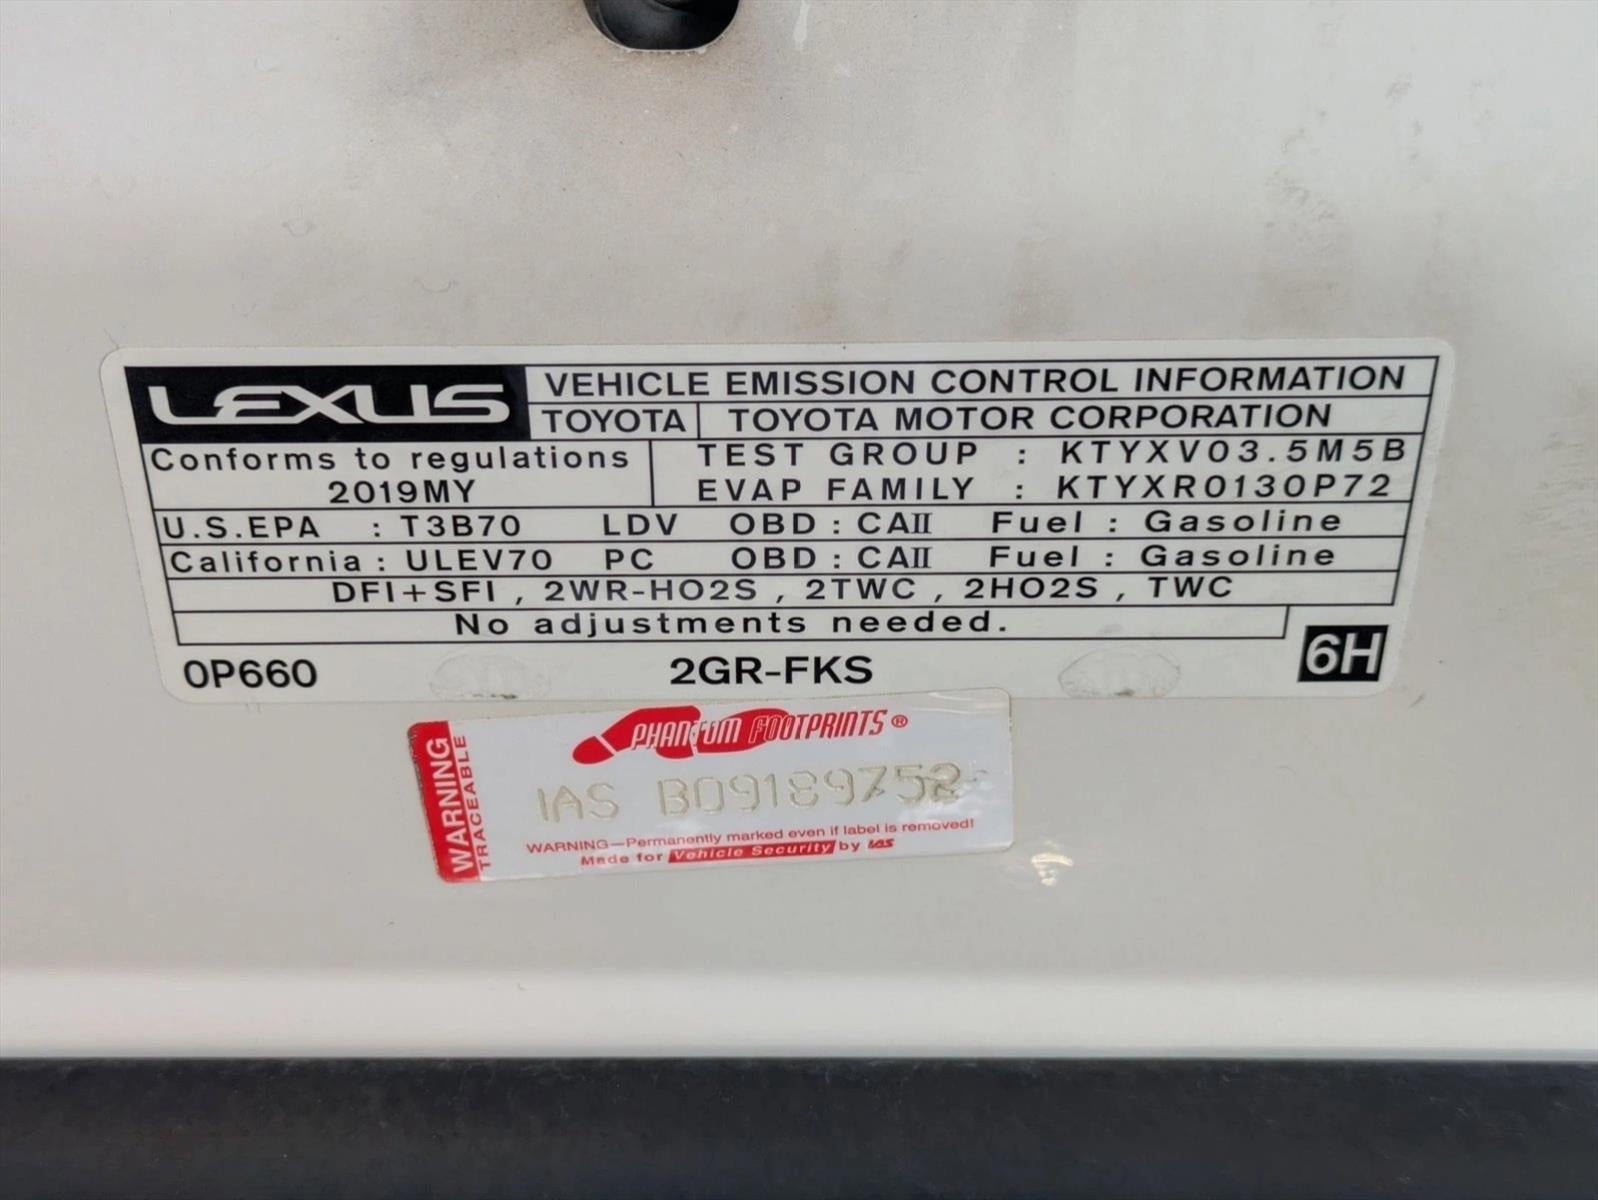 LEXUS
VEHICLE EMISSION CONTROL INFORMATION
TOYOTA TOYOTA MOTOR CORPORATION
Conforms to regulations
2019MY
TEST GROUP : KTYXV03.5M5B
EVAP FAMILY : KTYXR0130P72
U.S.EPA : T3B70 LDV OBD : CAII Fuel : Gasoline
California : ULEV70 PC OBD : CAII Fuel : Gasoline
DFI+SFI , 2WR-HO2S , 2TWC , 2HO2S , TWC
No adjustments needed.
0P660 2GR-FKS 6H
WARNING
TRACEABLE
PHANTOM FOOTPRINTS®
IAS B09189752
WARNING—Permanently marked even if label is removed!
Made for Vehicle Security by IAS